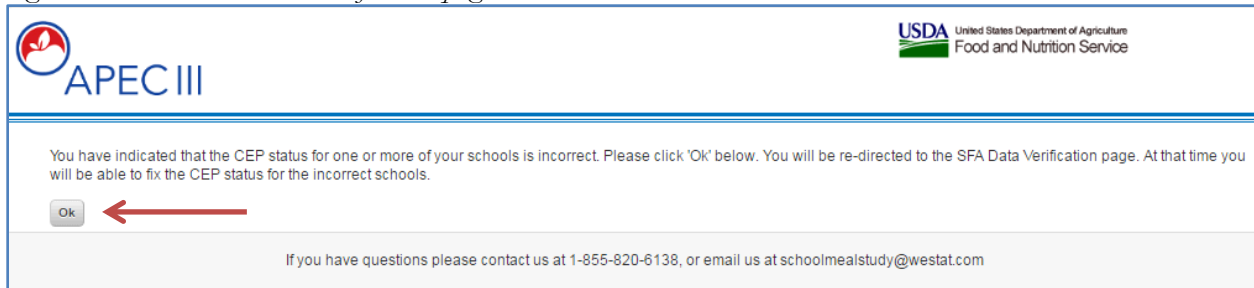 APEC III
USDA United States Department of Agriculture
Food and Nutrition Service
You have indicated that the CEP status for one or more of your schools is incorrect. Please click 'Ok' below. You will be re-directed to the SFA Data Verification page. At that time you
will be able to fix the CEP status for the incorrect schools.
Ok
If you have questions please contact us at 1-855-820-6138, or email us at schoolmealstudy@westat.com